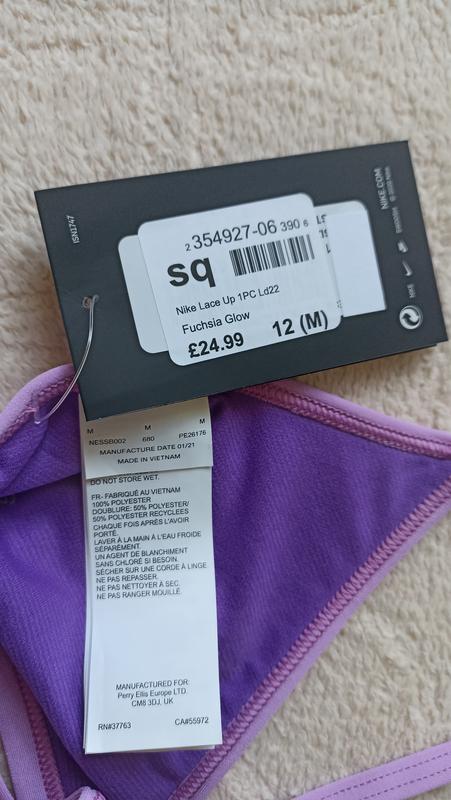 ISN1747
NIKE.COM
NIKE
2 354927-06 390 6
sq
Nike Lace Up 1PC Ld22
Fuchsia Glow
£24.99 12 (M)
M M M
NESSB002 680 PE26176
MANUFACTURE DATE 01/21
MADE IN VIETNAM
DO NOT STORE WET.
FR- FABRIQUÉ AU VIETNAM
100% POLYESTER
DOUBLURE: 50% POLYESTER/
50% POLYESTER RECYCLEES
CHAQUE FOIS APRÈS L'AVOIR
PORTÉ.
LAVER À LA MAIN À L'EAU FROIDE
SÉPARÉMENT.
UN AGENT DE BLANCHIMENT
SANS CHLORÉ SI BESOIN.
SÉCHER SUR UNE CORDE À LINGE
NE PAS REPASSER.
NE PAS NETTOYER À SEC.
NE PAS RANGER MOUILLÉ.
MANUFACTURED FOR:
Perry Ellis Europe LTD.
CM8 3DJ, UK
RN#37763 CA#55972